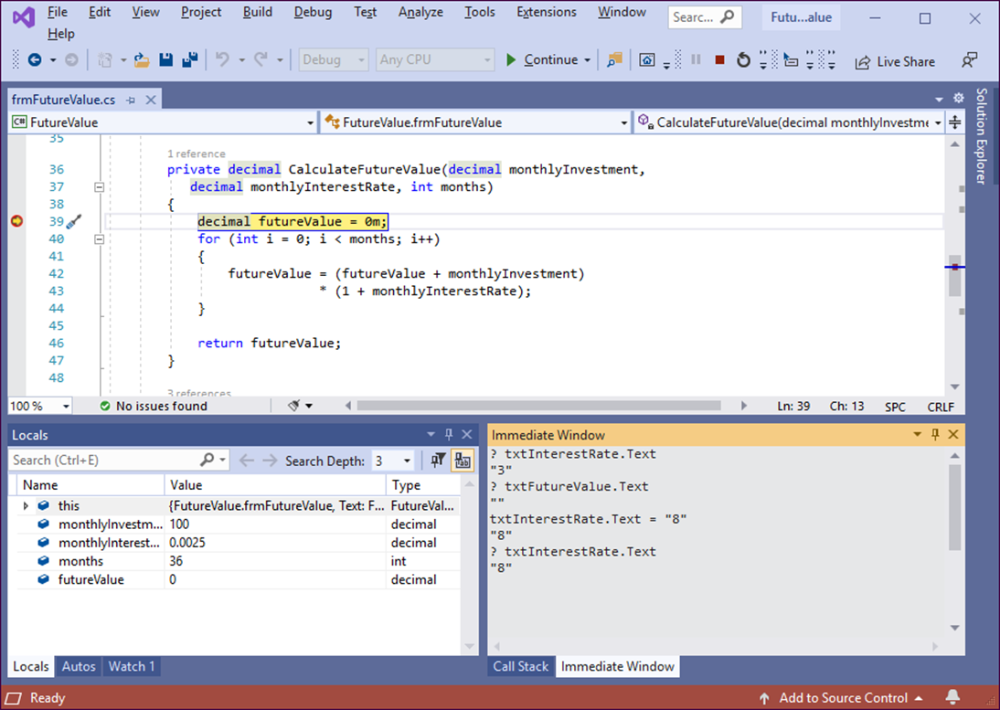 File Edit View Project Build Debug Test Analyze Tools Extensions Window Searc... Futu...alue
Help
Debug Any CPU Continue Live Share
frmFutureValue.cs
C# FutureValue FutureValue.frmFutureValue CalculateFutureValue(decimal monthlyInvestme
35
1 reference
36 private decimal CalculateFutureValue(decimal monthlyInvestment,
37 decimal monthlyInterestRate, int months)
38 {
39 decimal futureValue = 0m;
40 for (int i = 0; i < months; i++)
41 {
42 futureValue = (futureValue + monthlyInvestment)
43 * (1 + monthlyInterestRate);
44 }
45
46 return futureValue;
47 }
48
3 references
Solution Explorer
100 % No issues found Ln: 39 Ch: 13 SPC CRLF
Locals
Search (Ctrl+E) Search Depth: 3
Name Value Type
this {FutureValue.frmFutureValue, Text: F... FutureVal...
monthlyInvestm... 100 decimal
monthlyInterest... 0.0025 decimal
months 36 int
futureValue 0 decimal
Locals Autos Watch 1
Immediate Window
? txtInterestRate.Text
"3"
? txtFutureValue.Text
""
txtInterestRate.Text = "8"
"8"
? txtInterestRate.Text
"8"
Call Stack Immediate Window
Ready Add to Source Control